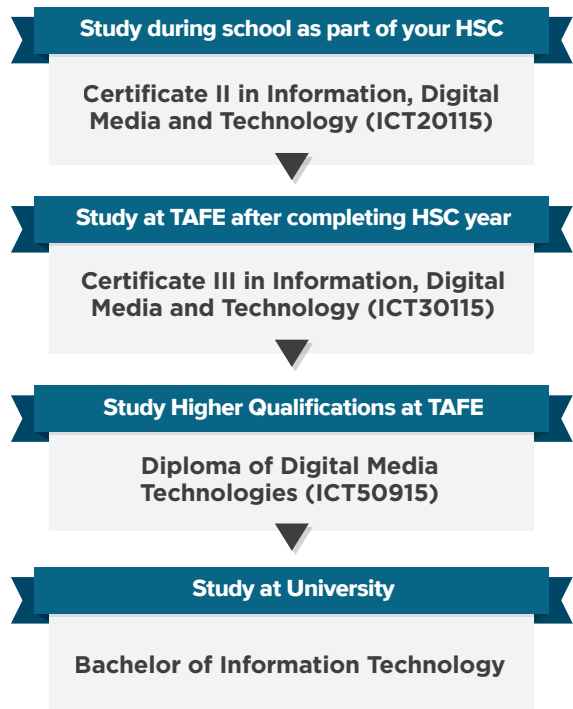 Study during school as part of your HSC
Certificate II in Information, Digital
Media and Technology (ICT20115)
Study at TAFE after completing HSC year
Certificate III in Information, Digital
Media and Technology (ICT30115)
Study Higher Qualifications at TAFE
Diploma of Digital Media
Technologies (ICT50915)
Study at University
Bachelor of Information Technology